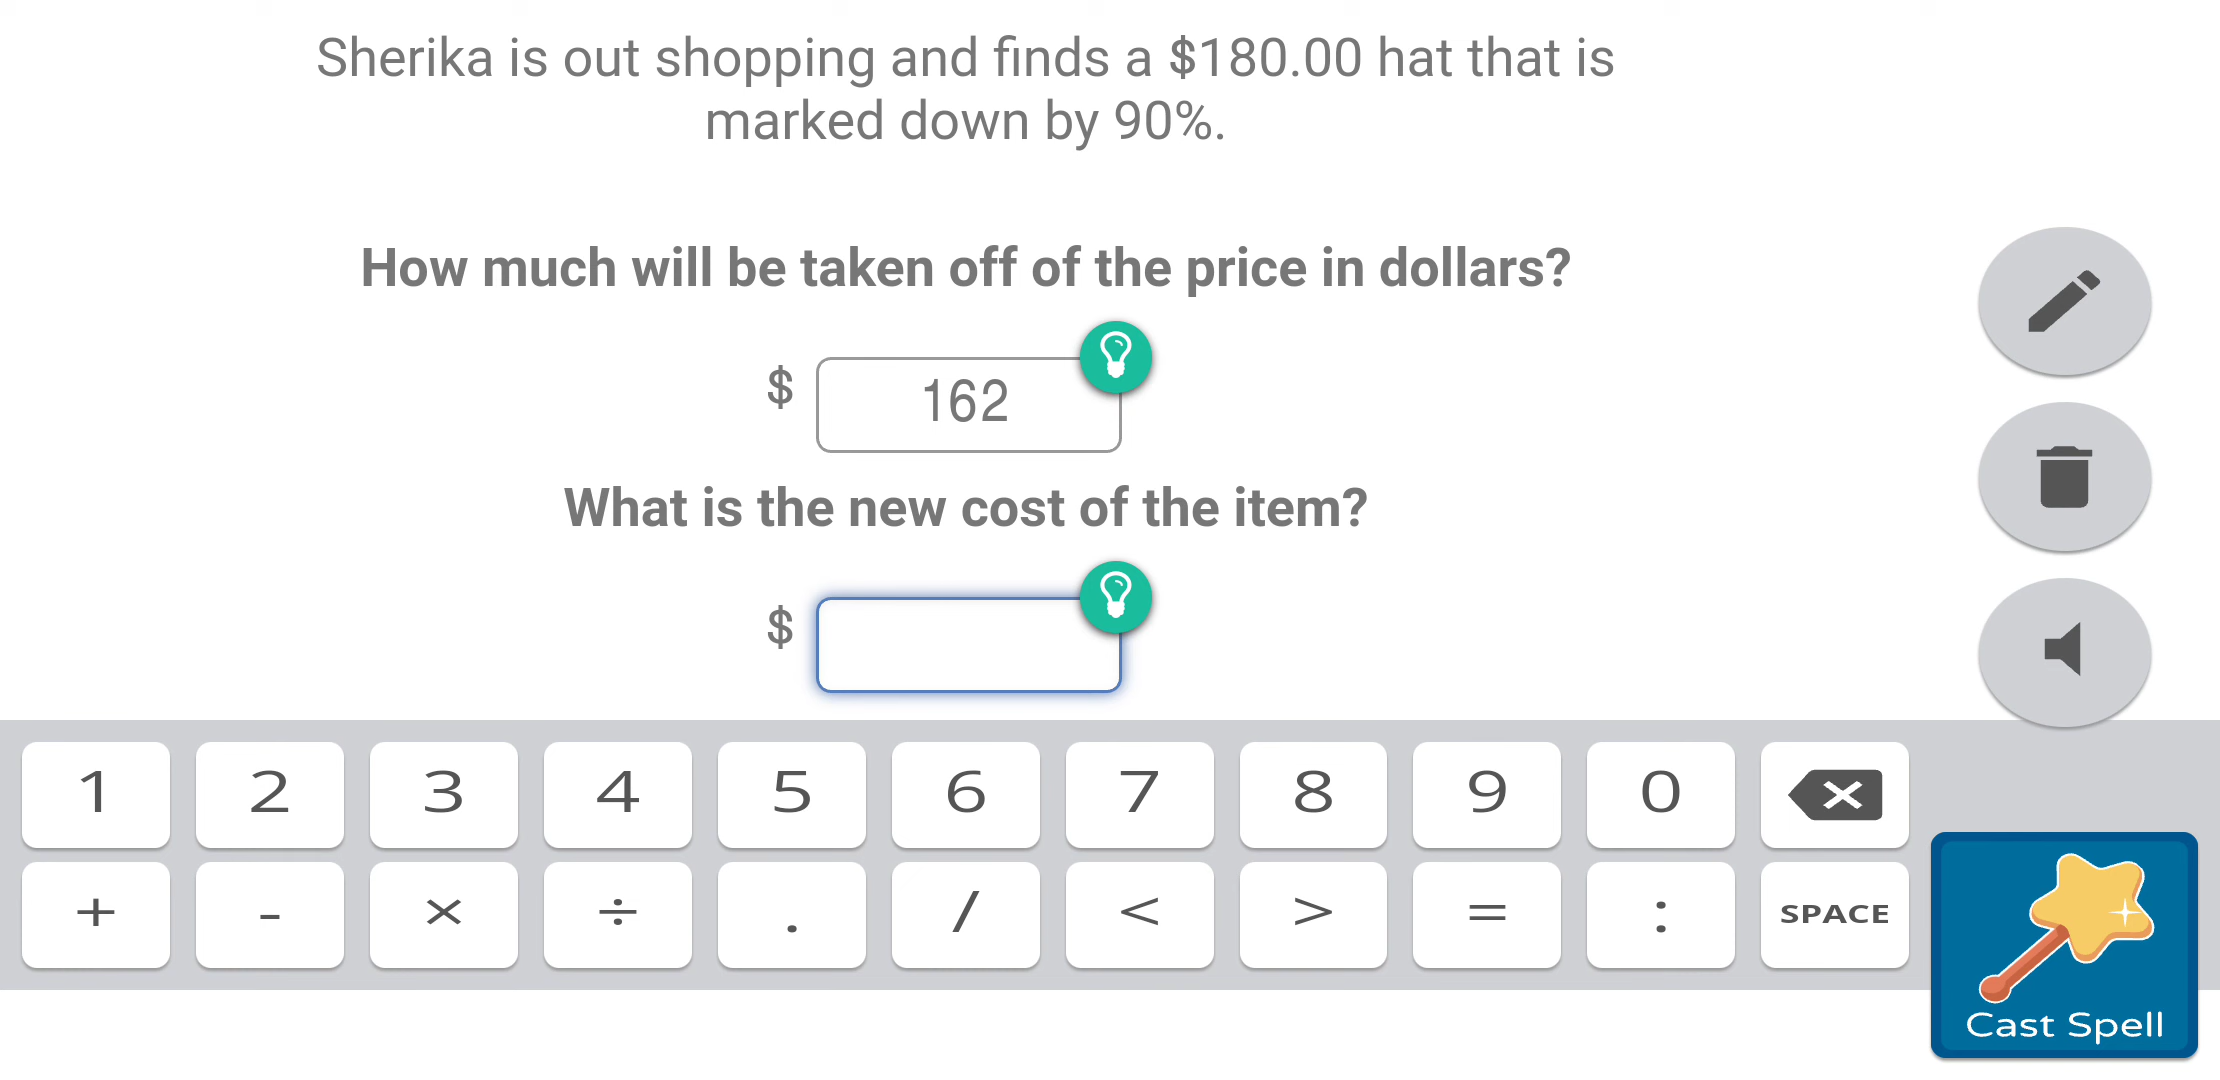 Sherika is out shopping and finds a $180.00 hat that is
marked down by 90%.
How much will be taken off of the price in dollars?
$ 162
What is the new cost of the item?
$
1 2 3 4 5 6 7 8 9 0
+ - × ÷ . / < > = : SPACE
Cast Spell